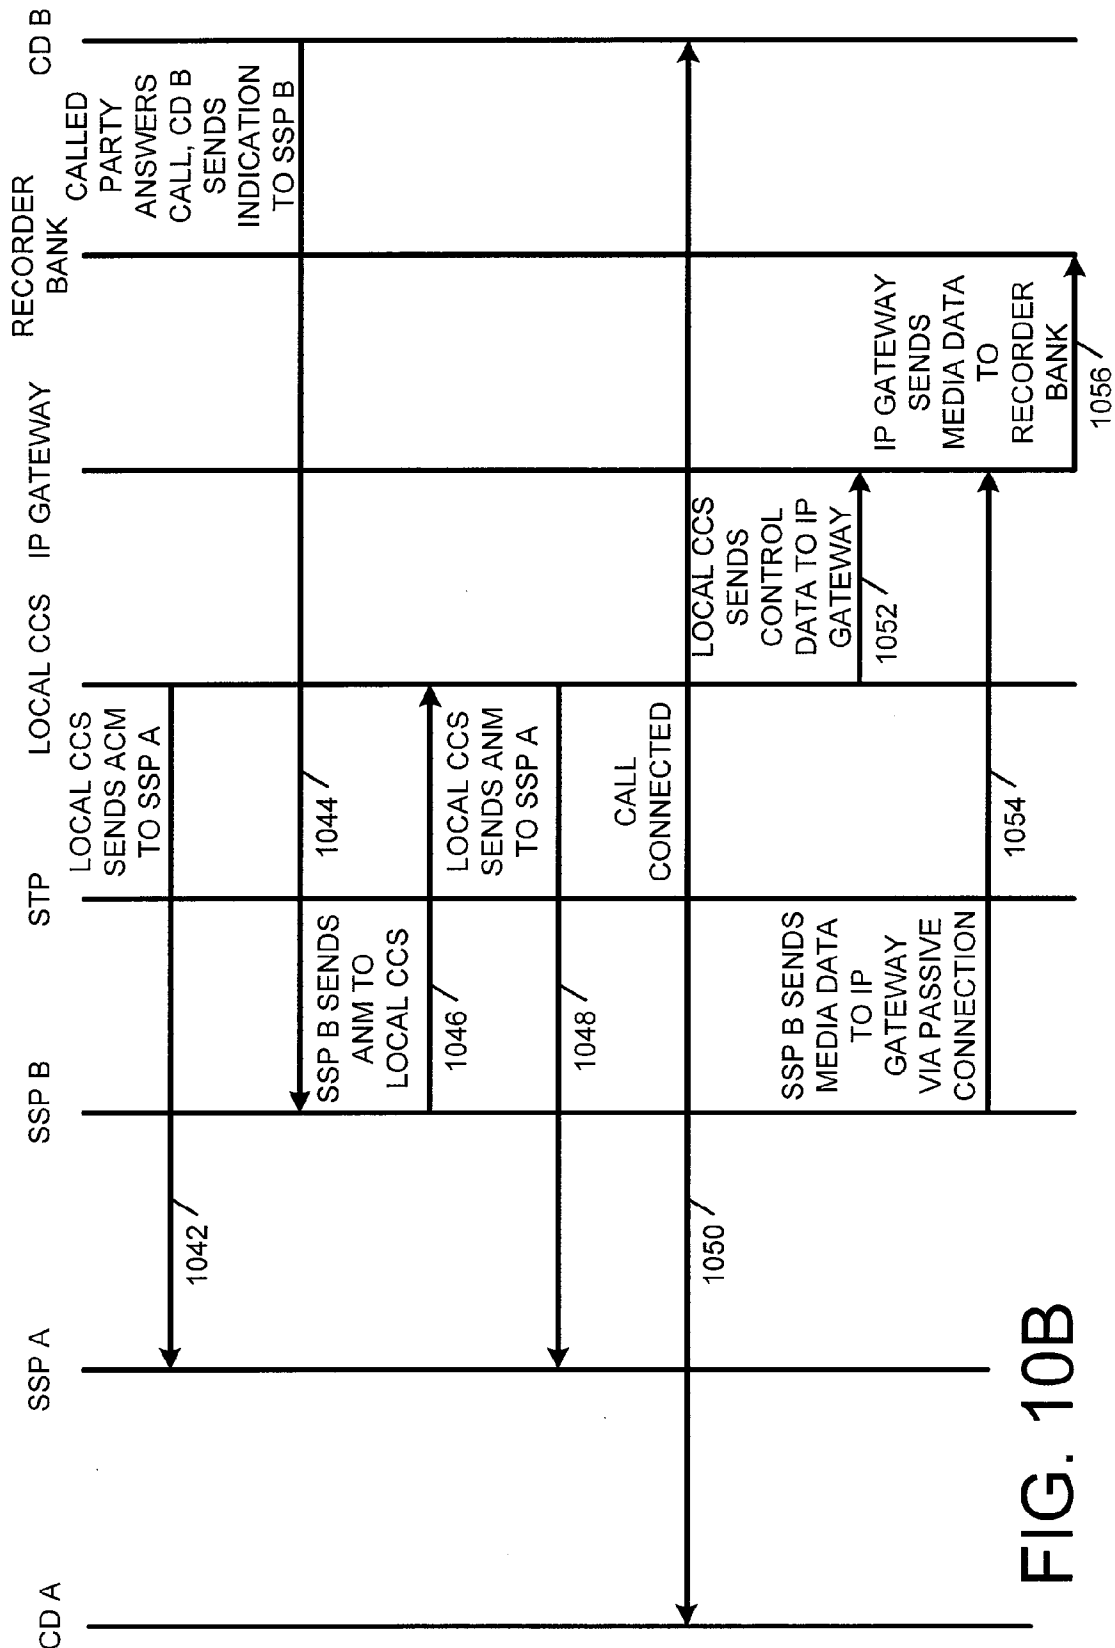 CD A
SSP A
SSP B
STP
LOCAL CCS
IP GATEWAY
RECORDER
BANK
CD B
LOCAL CCS
SENDS ACM
TO SSP A
1042
CALLED
PARTY
ANSWERS
CALL, CD B
SENDS
INDICATION
TO SSP B
1044
SSP B SENDS
ANM TO
LOCAL CCS
1046
LOCAL CCS
SENDS ANM
TO SSP A
1048
CALL
CONNECTED
1050
LOCAL CCS
SENDS
CONTROL
DATA TO IP
GATEWAY
1052
SSP B SENDS
MEDIA DATA
TO IP
GATEWAY
VIA PASSIVE
CONNECTION
1054
IP GATEWAY
SENDS
MEDIA DATA
TO
RECORDER
BANK
1056
FIG. 10B